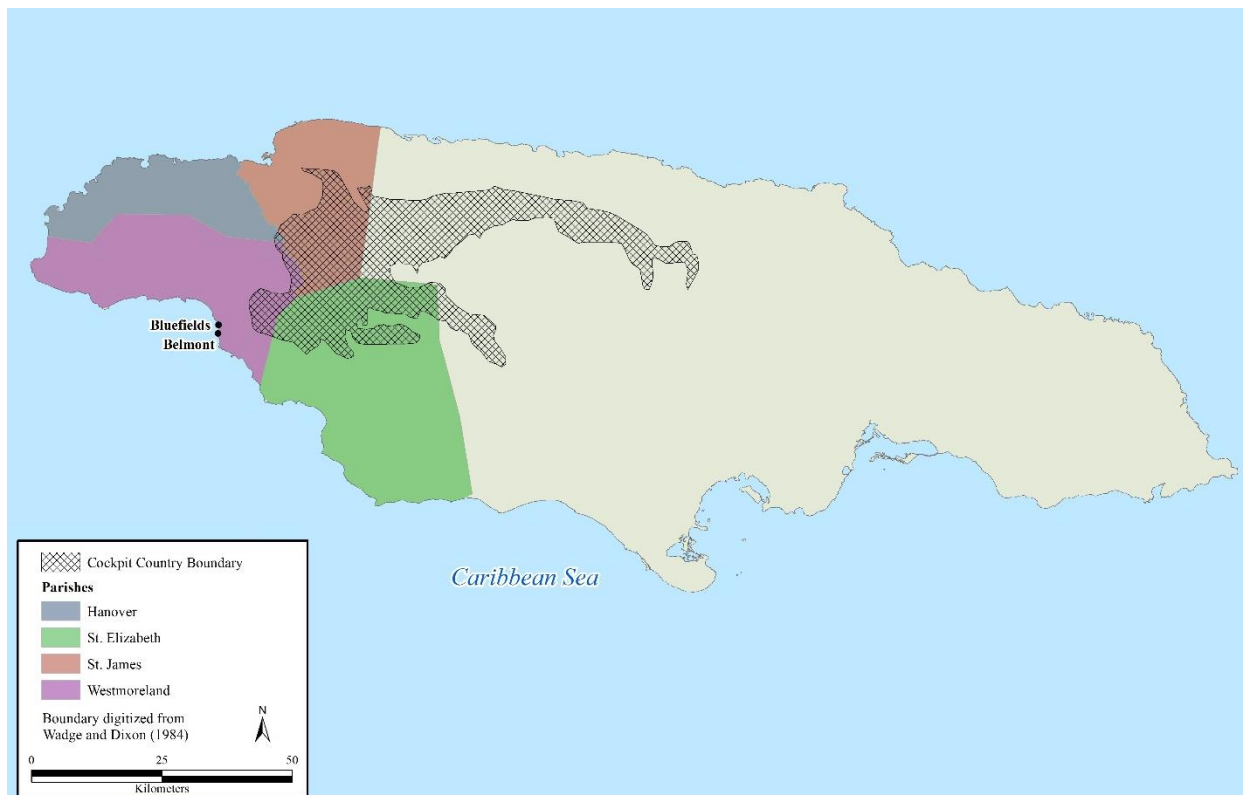 Bluefields
Belmont
Caribbean Sea
Cockpit Country Boundary
Parishes
Hanover
St. Elizabeth
St. James
Westmoreland
Boundary digitized from
Wadge and Dixon (1984)
N
0 25 50
Kilometers